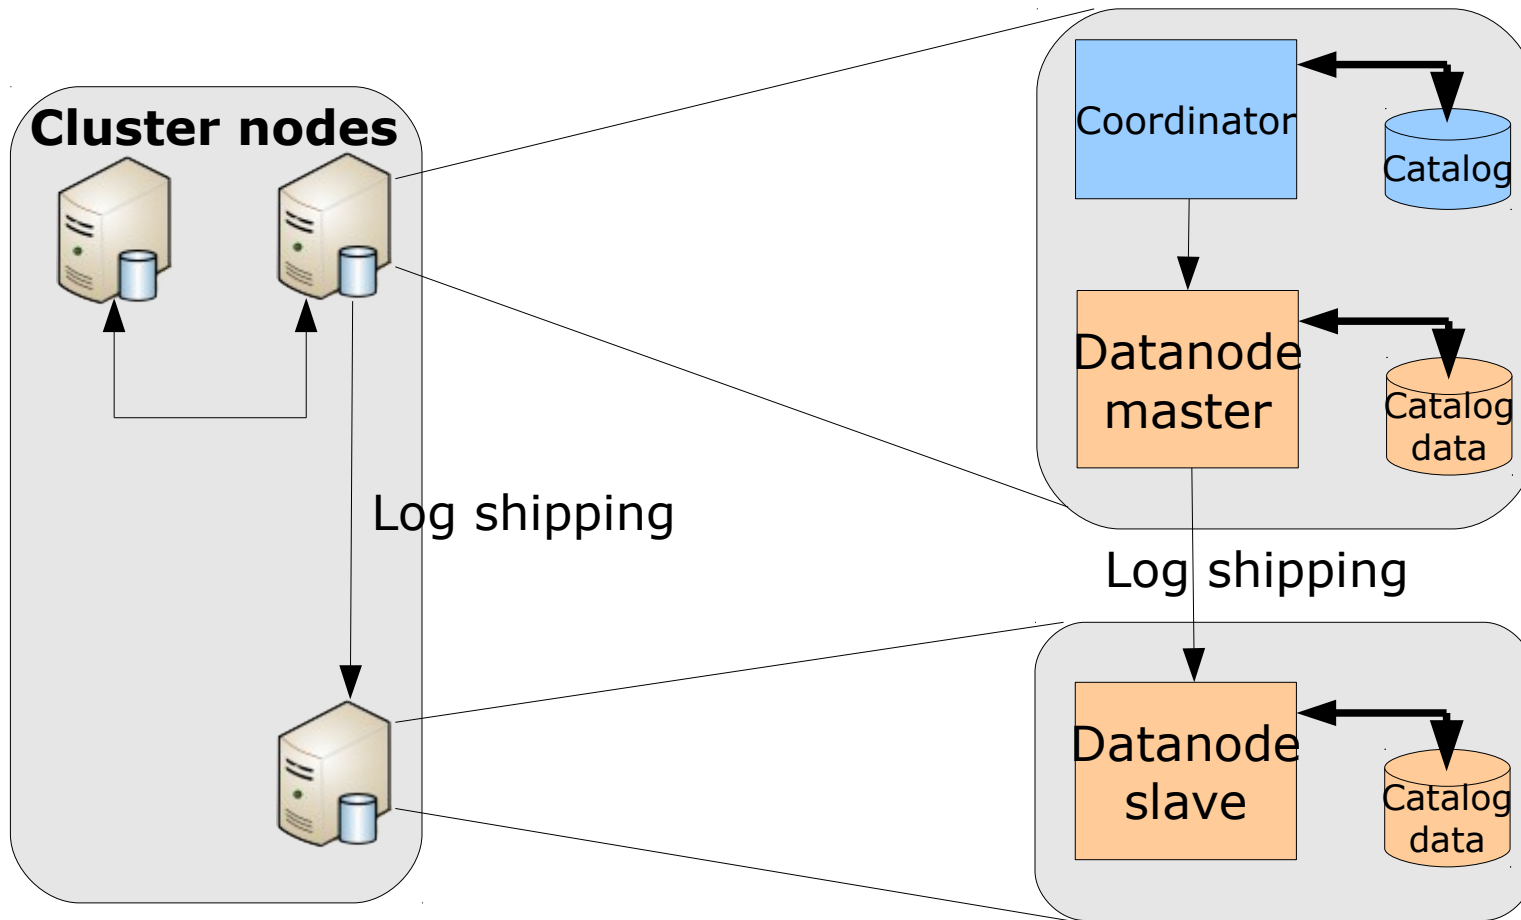 Cluster nodes
Log shipping
Coordinator
Catalog
Datanode
master
Catalog
data
Log shipping
Datanode
slave
Catalog
data